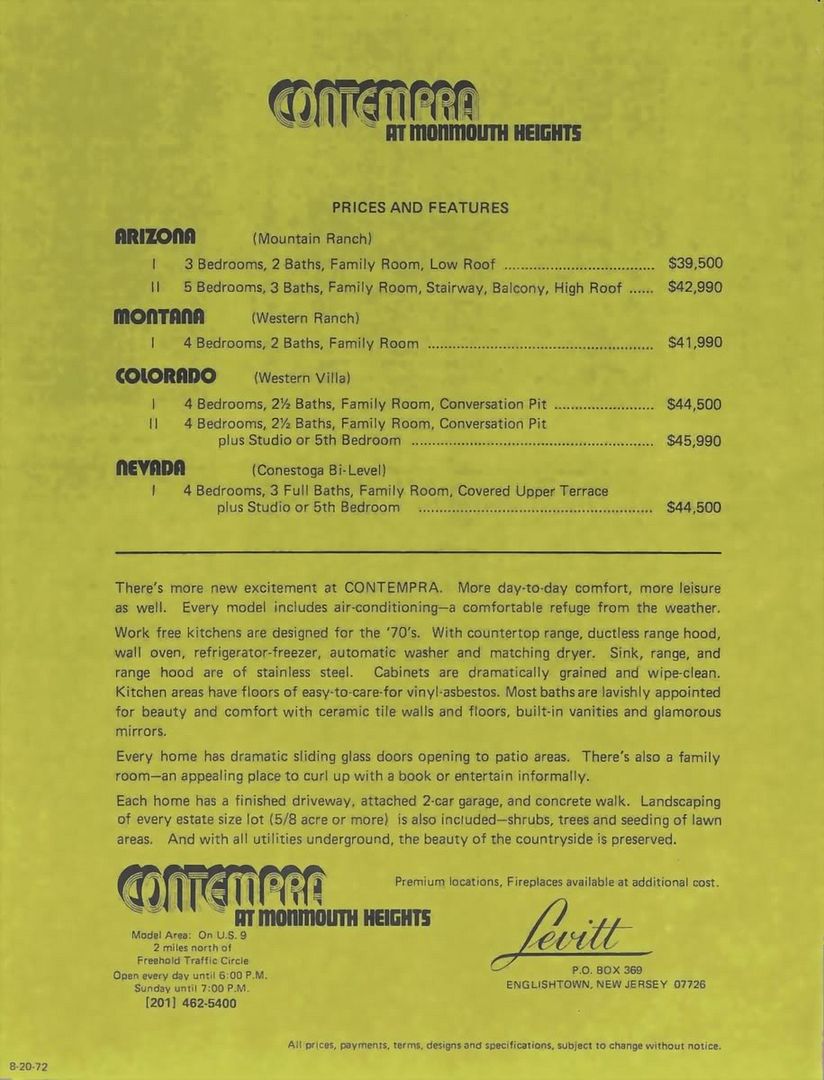 CONTEMPRA
AT MONMOUTH HEIGHTS
PRICES AND FEATURES
ARIZONA (Mountain Ranch)
I 3 Bedrooms, 2 Baths, Family Room, Low Roof .................................... $39,500
II 5 Bedrooms, 3 Baths, Family Room, Stairway, Balcony, High Roof ...... $42,990
MONTANA (Western Ranch)
I 4 Bedrooms, 2 Baths, Family Room ...................................................... $41,990
COLORADO (Western Villa)
I 4 Bedrooms, 2½ Baths, Family Room, Conversation Pit ........................ $44,500
II 4 Bedrooms, 2½ Baths, Family Room, Conversation Pit
plus Studio or 5th Bedroom .......................................................... $45,990
NEVADA (Conestoga Bi-Level)
I 4 Bedrooms, 3 Full Baths, Family Room, Covered Upper Terrace
plus Studio or 5th Bedroom ........................................................ $44,500
There's more new excitement at CONTEMPRA. More day-to-day comfort, more leisure
as well. Every model includes air-conditioning—a comfortable refuge from the weather.
Work free kitchens are designed for the '70's. With countertop range, ductless range hood,
wall oven, refrigerator-freezer, automatic washer and matching dryer. Sink, range, and
range hood are of stainless steel. Cabinets are dramatically grained and wipe-clean.
Kitchen areas have floors of easy-to-care-for vinyl-asbestos. Most baths are lavishly appointed
for beauty and comfort with ceramic tile walls and floors, built-in vanities and glamorous
mirrors.
Every home has dramatic sliding glass doors opening to patio areas. There's also a family
room—an appealing place to curl up with a book or entertain informally.
Each home has a finished driveway, attached 2-car garage, and concrete walk. Landscaping
of every estate size lot (5/8 acre or more) is also included—shrubs, trees and seeding of lawn
areas. And with all utilities underground, the beauty of the countryside is preserved.
CONTEMPRA
AT MONMOUTH HEIGHTS
Model Area: On U.S. 9
2 miles north of
Freehold Traffic Circle
Open every day until 6:00 P.M.
Sunday until 7:00 P.M.
[201] 462-5400
Premium locations, Fireplaces available at additional cost.
Levitt
P.O. BOX 369
ENGLISHTOWN, NEW JERSEY 07726
All prices, payments, terms, designs and specifications, subject to change without notice.
8-20-72